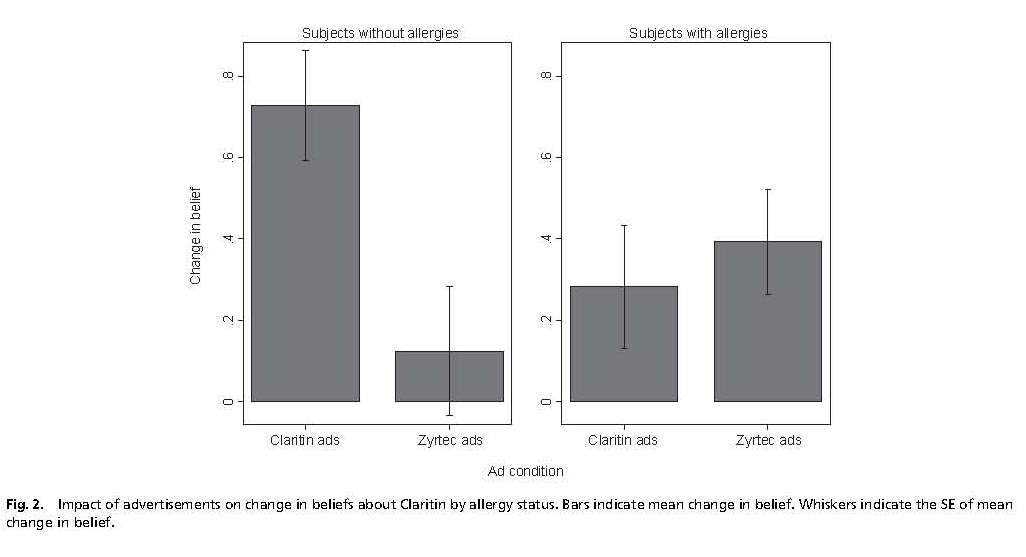 Subjects without allergies
Subjects with allergies
Change in belief
.8
.6
.4
.2
0
.8
.6
.4
.2
0
Claritin ads
Zyrtec ads
Claritin ads
Zyrtec ads
Ad condition
Fig. 2. Impact of advertisements on change in beliefs about Claritin by allergy status. Bars indicate mean change in belief. Whiskers indicate the SE of mean
change in belief.